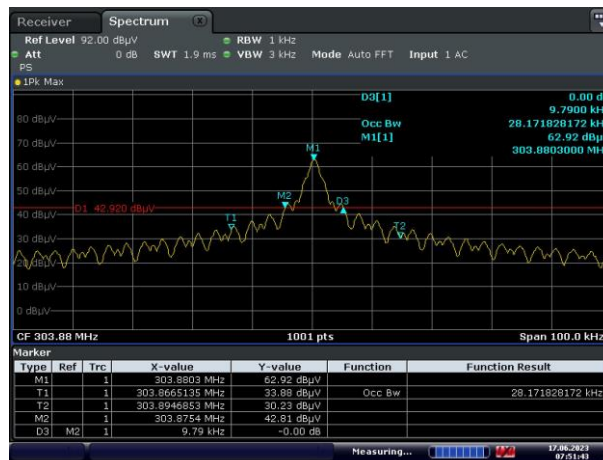 Receiver Spectrum
Ref Level 92.00 dBµV RBW 1 kHz
Att 0 dB SWT 1.9 ms VBW 3 kHz Mode Auto FFT Input 1 AC
PS
1Pk Max
D3[1] 0.00 d
9.7900 kH
Occ Bw 28.171828172 kH
M1[1] 62.92 dBµ
303.8803000 MH
80 dBµV
70 dBµV
M1
60 dBµV
50 dBµV
M2
D3
40 dBµV
D1 42.920 dBµV
T1
T2
30 dBµV
20 dBµV
10 dBµV
0 dBµV
CF 303.88 MHz 1001 pts Span 100.0 kHz
Marker
Type Ref Trc X-value Y-value Function Function Result
M1 1 303.8803 MHz 62.92 dBµV
T1 1 303.8665135 MHz 33.88 dBµV Occ Bw 28.171828172 kHz
T2 1 303.8946853 MHz 30.23 dBµV
M2 1 303.8754 MHz 42.81 dBµV
D3 M2 1 9.79 kHz -0.00 dB
Measuring... 17.06.2023
07:51:43